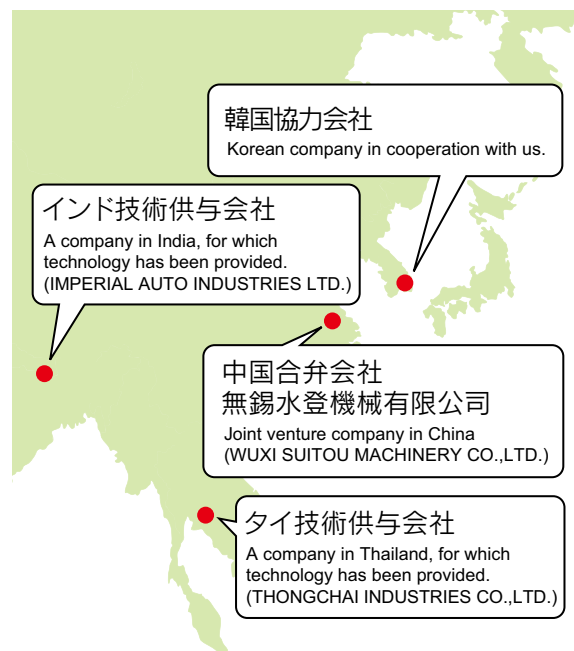 韓国協力会社
Korean company in cooperation with us.
インド技術供与会社
A company in India, for which
technology has been provided.
(IMPERIAL AUTO INDUSTRIES LTD.)
中国合弁会社
無錫水登機械有限公司
Joint venture company in China
(WUXI SUITOU MACHINERY CO.,LTD.)
タイ技術供与会社
A company in Thailand, for which
technology has been provided.
(THONGCHAI INDUSTRIES CO.,LTD.)